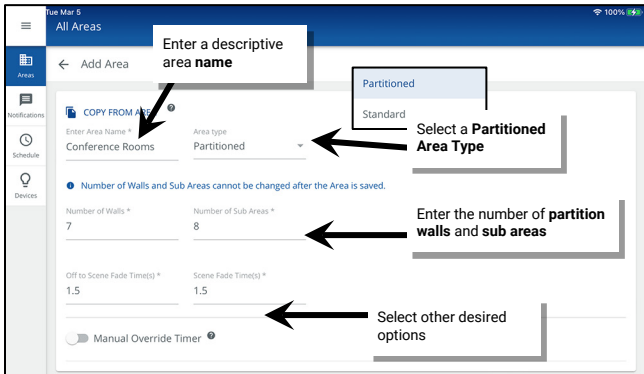 Tue Mar 5
100%
All Areas
Enter a descriptive
area name
Areas
Add Area
Partitioned
Standard
Notifications
COPY FROM
Enter Area Name *
Area type
Conference Rooms
Partitioned
Select a Partitioned
Area Type
Schedule
Number of Walls and Sub Areas cannot be changed after the Area is saved.
Devices
Number of Walls *
Number of Sub Areas *
7
8
Enter the number of partition
walls and sub areas
Off to Scene Fade Time(s) *
Scene Fade Time(s) *
1.5
1.5
Select other desired
options
Manual Override Timer